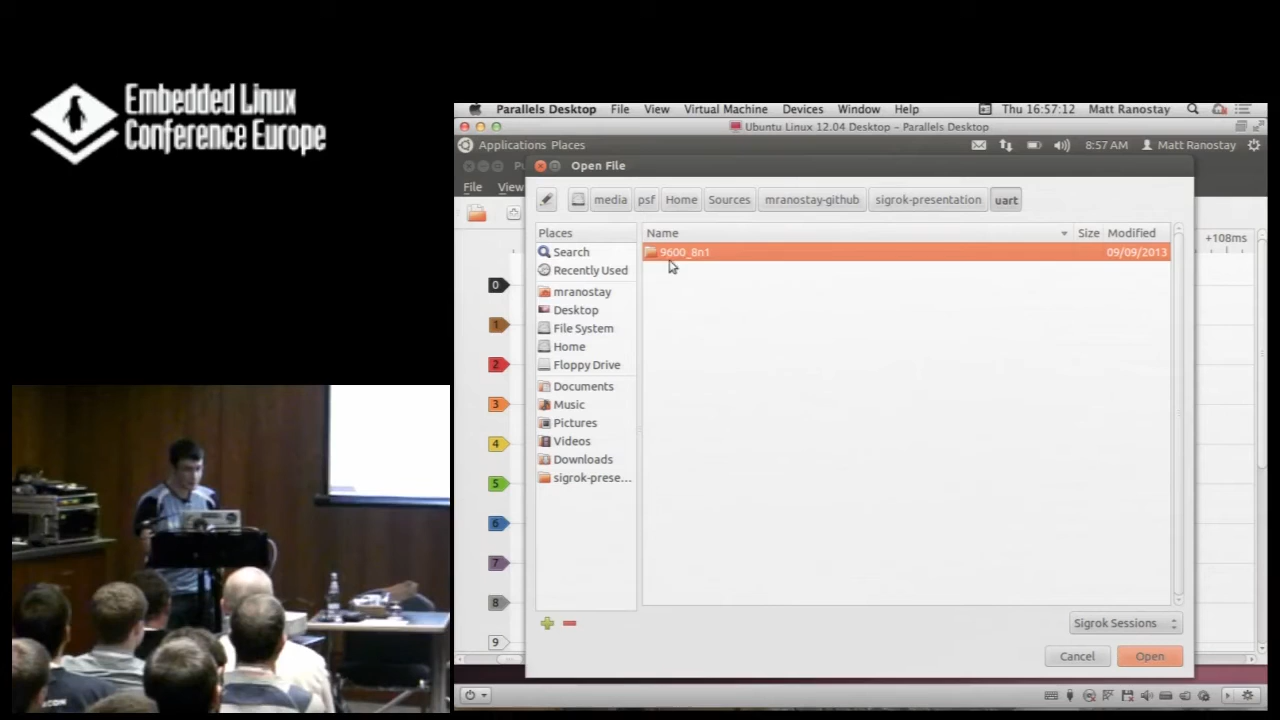 Embedded Linux
Conference Europe
Parallels Desktop File View Virtual Machine Devices Window Help Thu 16:57:12 Matt Ranostay
Ubuntu Linux 12.04 Desktop – Parallels Desktop
Applications Places 8:57 AM Matt Ranostay
Open File
File View
media psf Home Sources mranostay-github sigrok-presentation uart
Places Name Size Modified
+108ms
Search 9600_8n1 09/09/2013
Recently Used
mranostay
Desktop
File System
Home
Floppy Drive
Documents
Music
Pictures
Videos
Downloads
sigrok-prese...
0
1
2
3
4
5
6
7
8
9
Sigrok Sessions
Cancel Open